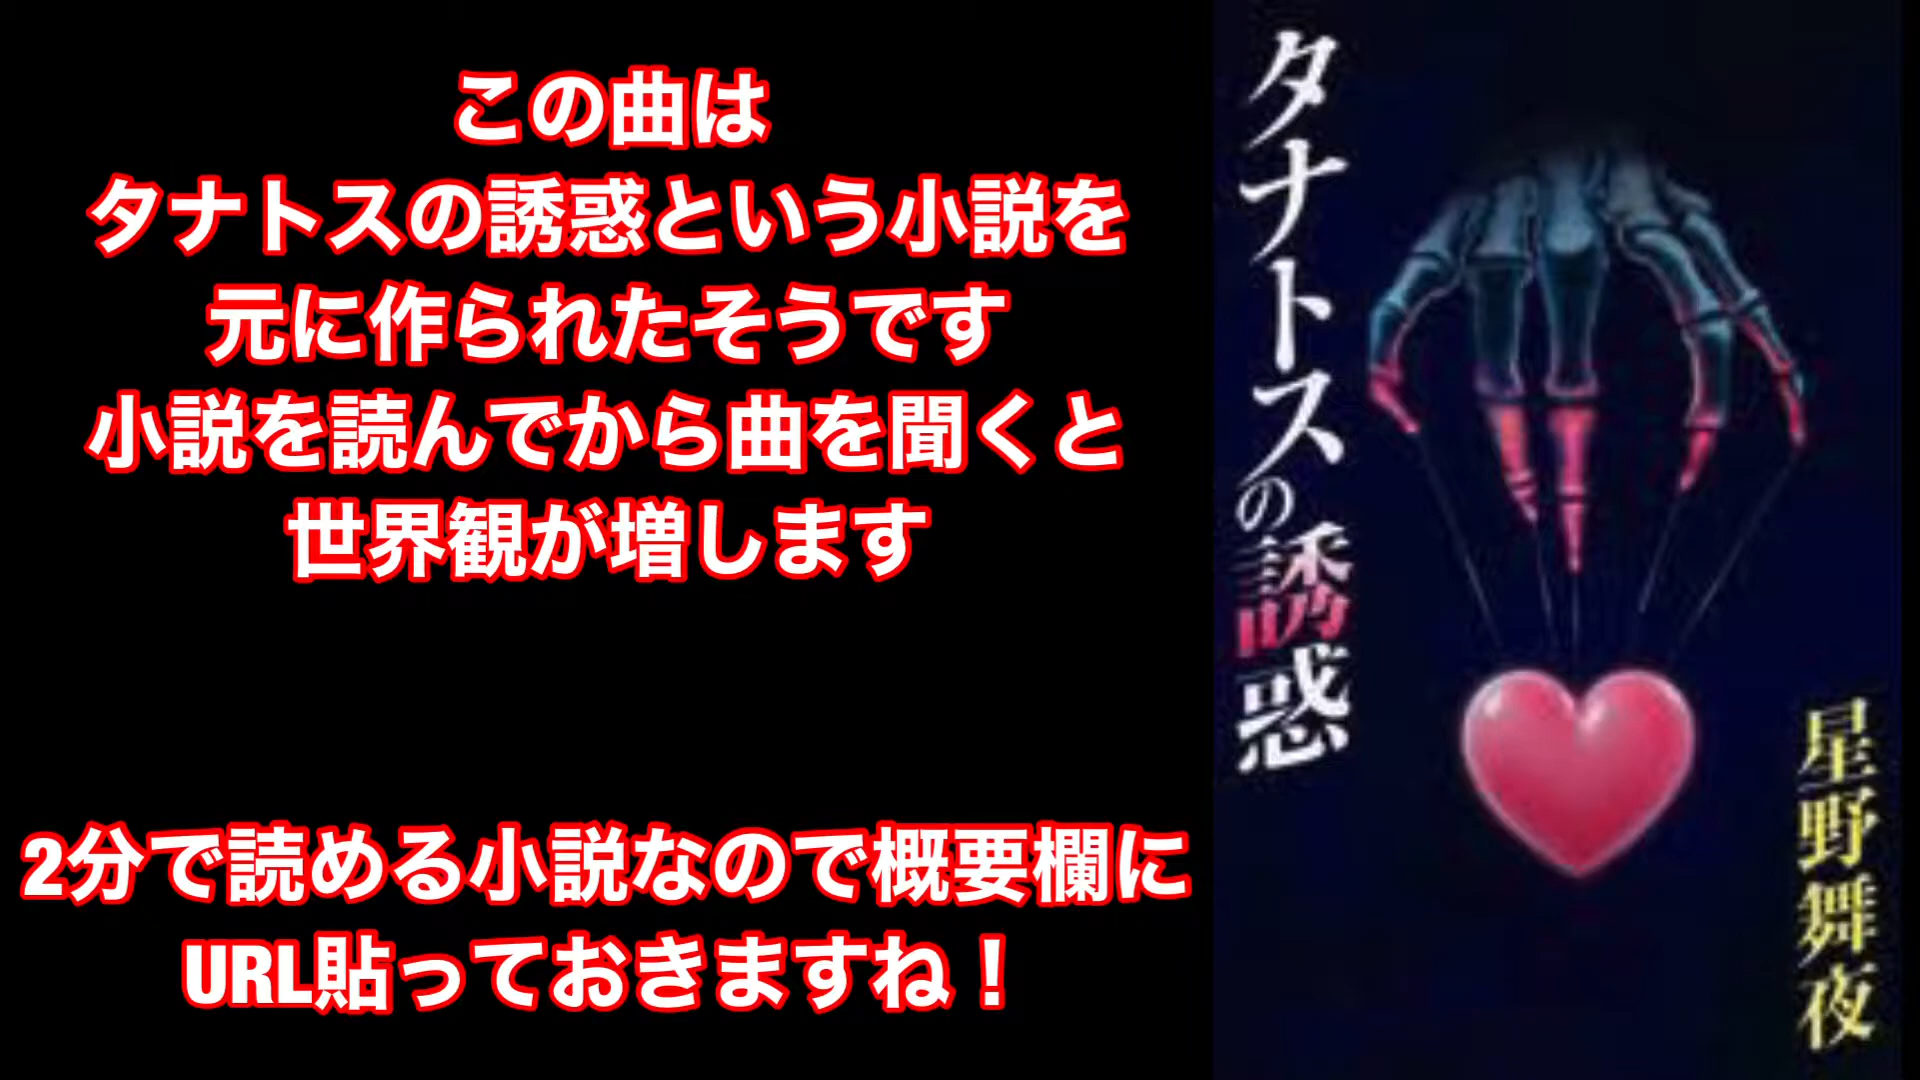 この曲は
タナトスの誘惑という小説を
元に作られたそうです
小説を読んでから曲を聞くと
世界観が増します
2分で読める小説なので概要欄に
URL貼っておきますね！
タナトスの誘惑
星野舞夜